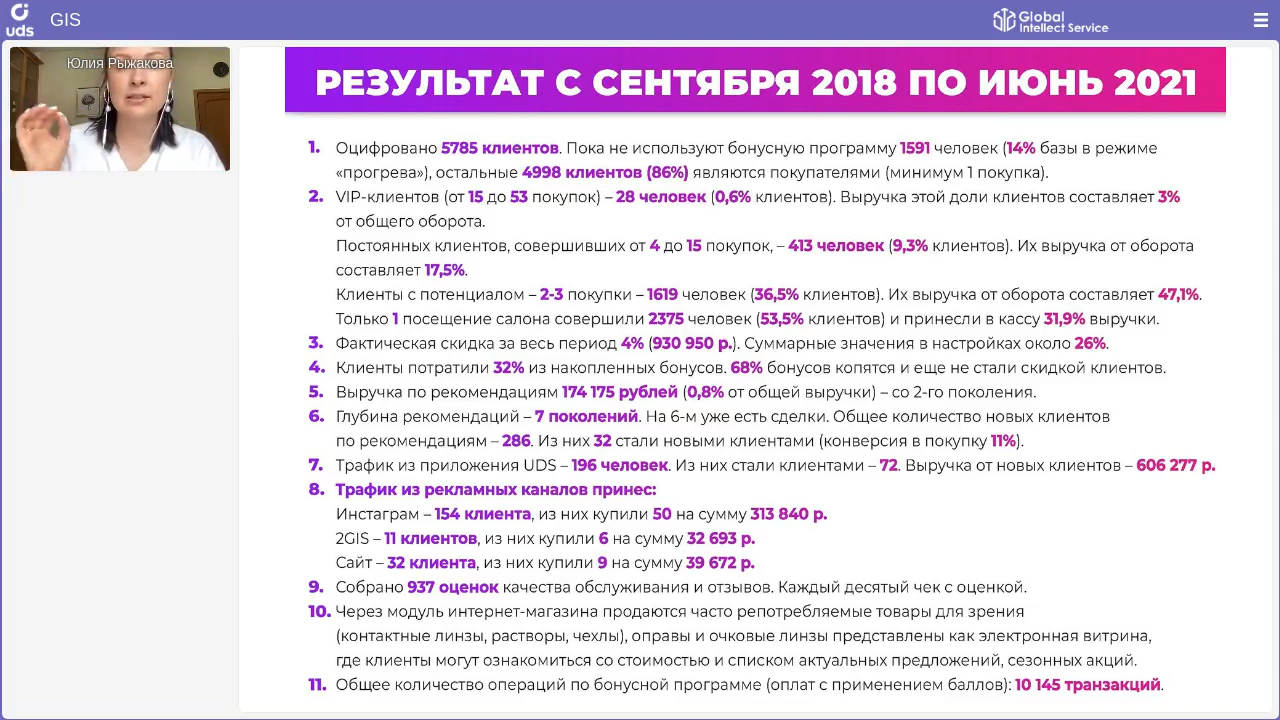 uds
GIS
Global
Intellect Service
Юлия Рыжакова
РЕЗУЛЬТАТ С СЕНТЯБРЯ 2018 ПО ИЮНЬ 2021
1. Оцифровано 5785 клиентов. Пока не используют бонусную программу 1591 человек (14% базы в режиме
«прогрева»), остальные 4998 клиентов (86%) являются покупателями (минимум 1 покупка).
2. VIP-клиентов (от 15 до 53 покупок) – 28 человек (0,6% клиентов). Выручка этой доли клиентов составляет 3%
от общего оборота.
Постоянных клиентов, совершивших от 4 до 15 покупок, – 413 человек (9,3% клиентов). Их выручка от оборота
составляет 17,5%.
Клиенты с потенциалом – 2-3 покупки – 1619 человек (36,5% клиентов). Их выручка от оборота составляет 47,1%.
Только 1 посещение салона совершили 2375 человек (53,5% клиентов) и принесли в кассу 31,9% выручки.
3. Фактическая скидка за весь период 4% (930 950 р.). Суммарные значения в настройках около 26%.
4. Клиенты потратили 32% из накопленных бонусов. 68% бонусов копятся и еще не стали скидкой клиентов.
5. Выручка по рекомендациям 174 175 рублей (0,8% от общей выручки) – со 2-го поколения.
6. Глубина рекомендаций – 7 поколений. На 6-м уже есть сделки. Общее количество новых клиентов
по рекомендациям – 286. Из них 32 стали новыми клиентами (конверсия в покупку 11%).
7. Трафик из приложения UDS – 196 человек. Из них стали клиентами – 72. Выручка от новых клиентов – 606 277 р.
8. Трафик из рекламных каналов принес:
Инстаграм – 154 клиента, из них купили 50 на сумму 313 840 р.
2GIS – 11 клиентов, из них купили 6 на сумму 32 693 р.
Сайт – 32 клиента, из них купили 9 на сумму 39 672 р.
9. Собрано 937 оценок качества обслуживания и отзывов. Каждый десятый чек с оценкой.
10. Через модуль интернет-магазина продаются часто репотребляемые товары для зрения
(контактные линзы, растворы, чехлы), оправы и очковые линзы представлены как электронная витрина,
где клиенты могут ознакомиться со стоимостью и списком актуальных предложений, сезонных акций.
11. Общее количество операций по бонусной программе (оплат с применением баллов): 10 145 транзакций.